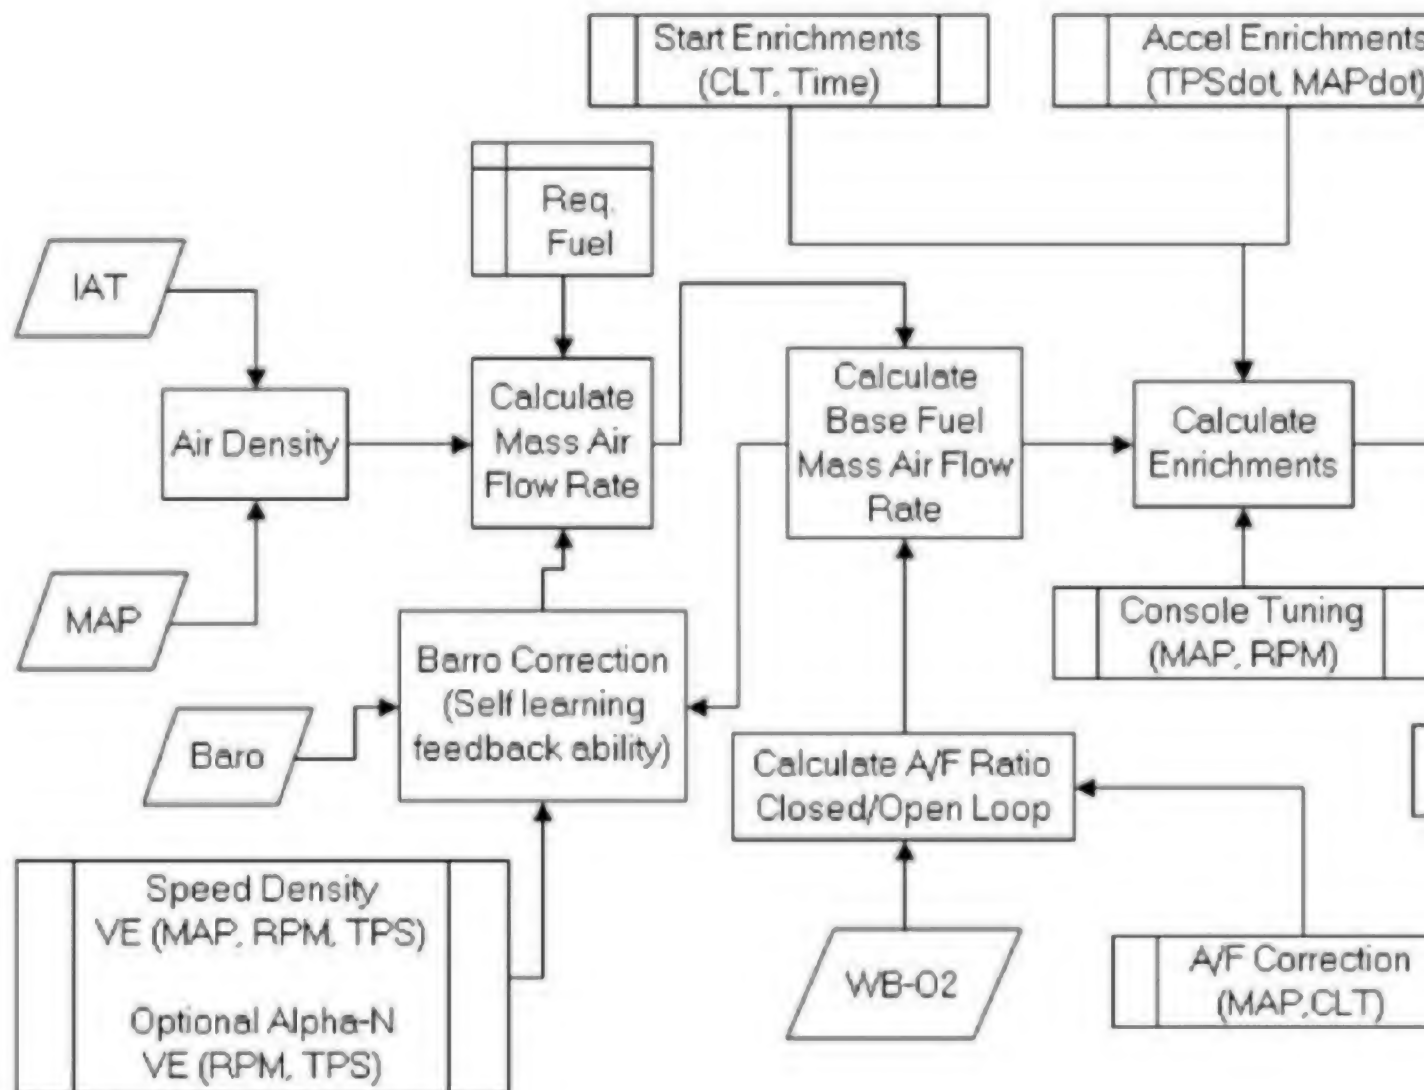 Start Enrichments
(CLT, Time)
Accel Enrichments
(TPSdot, MAPdot)
Req.
Fuel
IAT
Air Density
Calculate
Mass Air
Flow Rate
Calculate
Base Fuel
Mass Air Flow
Rate
Calculate
Enrichments
MAP
Barro Correction
(Self learning
feedback ability)
Console Tuning
(MAP, RPM)
Baro
Calculate A/F Ratio
Closed/Open Loop
Speed Density
VE (MAP, RPM, TPS)
Optional Alpha-N
VE (RPM, TPS)
WB-O2
A/F Correction
(MAP,CLT)